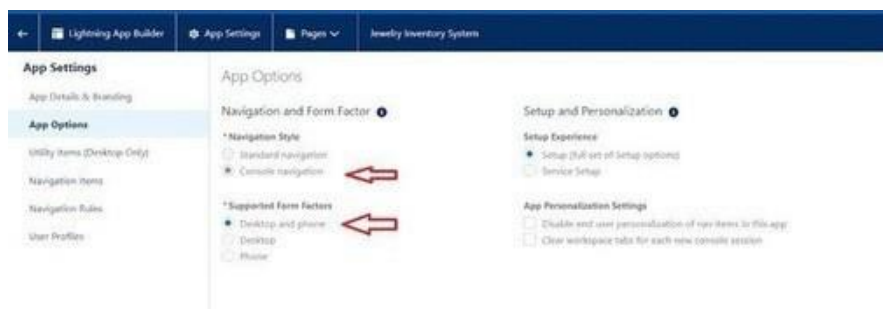 Lightning App Builder
App Settings
Pages
Jewelry Inventory System
App Settings
App Details & Branding
App Options
Utility Items (Desktop Only)
Navigation Items
Navigation Rules
User Profiles
App Options
Navigation and Form Factor
*Navigation Style
Standard navigation
Console navigation
*Supported Form Factors
Desktop and phone
Desktop
Phone
Setup and Personalization
Setup Experience
Setup (full set of Setup options)
Service Setup
App Personalization Settings
Disable end user personalization of nav items in this app
Clear workspace tabs for each new console session